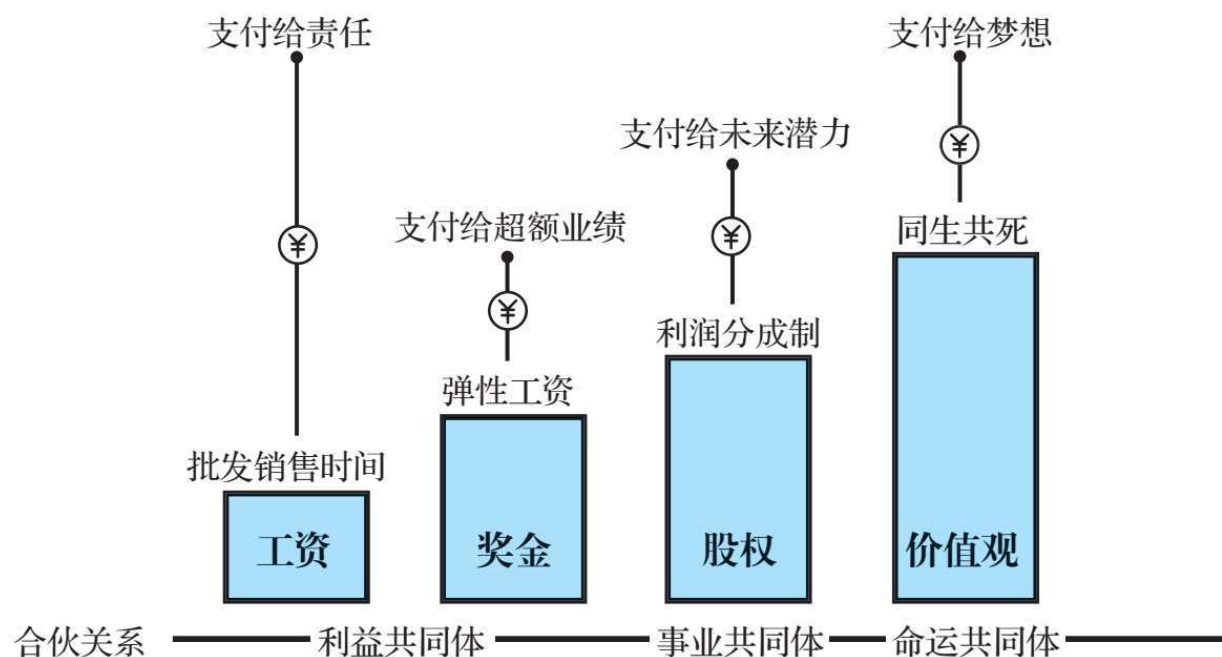 支付给责任
支付给梦想
支付给未来潜力
支付给超额业绩
¥
¥
¥
¥
同生共死
利润分成制
弹性工资
批发销售时间
工资
奖金
股权
价值观
合伙关系
利益共同体
事业共同体
命运共同体